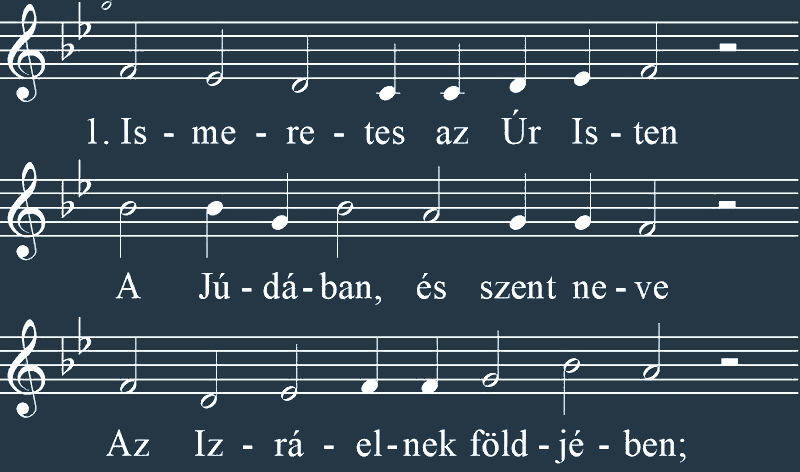 1. Is - me - re - tes az Úr Is - ten
A Jú - dá - ban, és szent ne - ve
Az Iz - rá - el - nek föld - jé - ben;